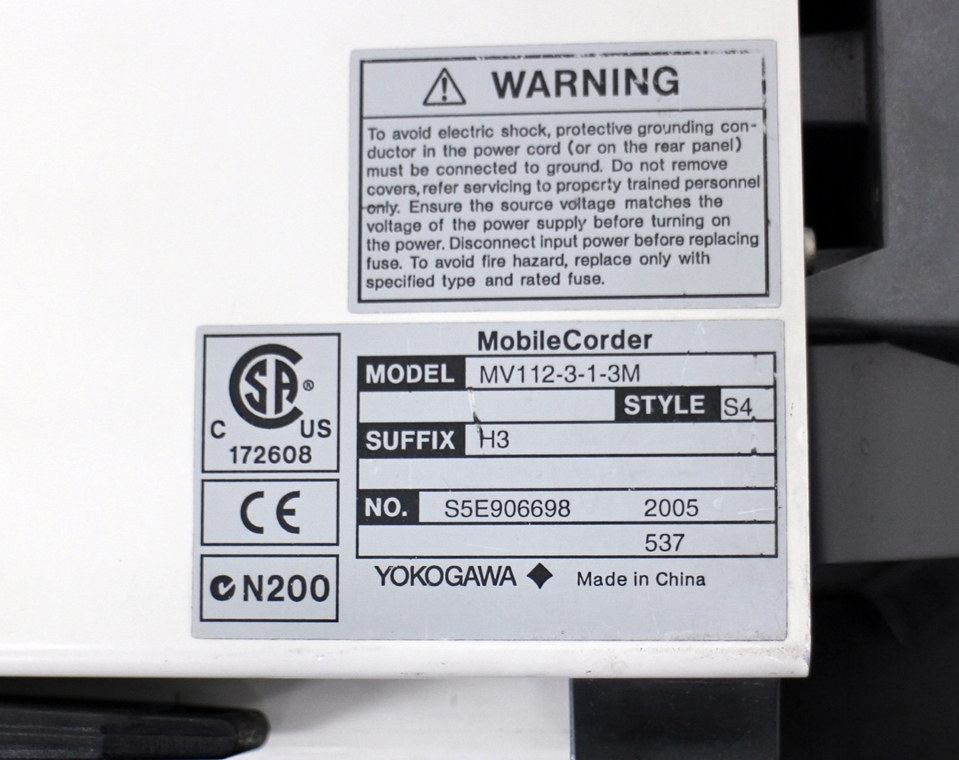 WARNING
To avoid electric shock, protective grounding con-
ductor in the power cord (or on the rear panel)
must be connected to ground. Do not remove
covers, refer servicing to property trained personnel
only. Ensure the source voltage matches the
voltage of the power supply before turning on
the power. Disconnect input power before replacing
fuse. To avoid fire hazard, replace only with
specified type and rated fuse.
MobileCorder
MODEL MV112-3-1-3M
STYLE S4
SUFFIX H3
NO. S5E906698 2005
537
YOKOGAWA Made in China
SA ®
C US
172608
CE
N200